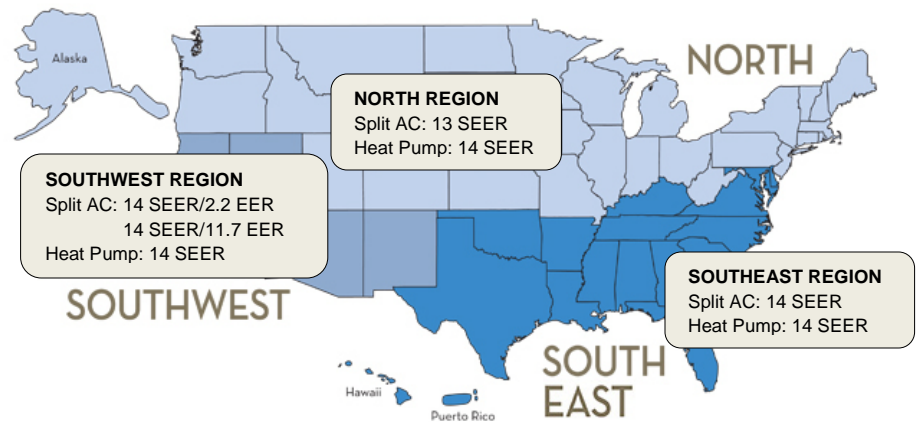 Alaska
NORTH
NORTH REGION
Split AC: 13 SEER
Heat Pump: 14 SEER
SOUTHWEST REGION
Split AC: 14 SEER/2.2 EER
14 SEER/11.7 EER
Heat Pump: 14 SEER
SOUTHWEST
SOUTHEAST REGION
Split AC: 14 SEER
Heat Pump: 14 SEER
SOUTH
EAST
Hawaii
Puerto Rico